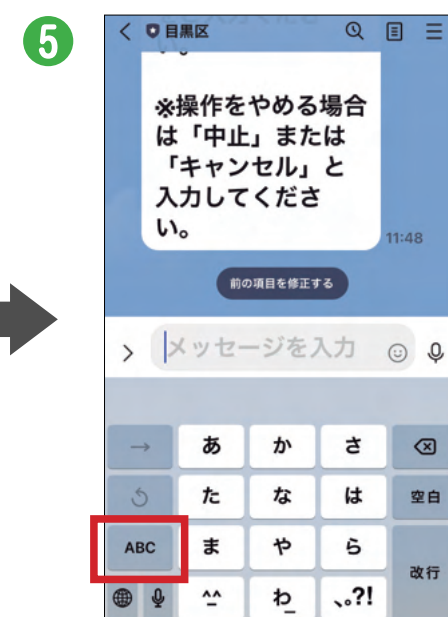 5
目黒区
※操作をやめる場合
は「中止」または
「キャンセル」と
入力してくださ
い。
11:48
前の項目を修正する
メッセージを入力
→ あ か さ
た な は 空白
ABC ま や ら
改行
^^ わ_ 、。?!